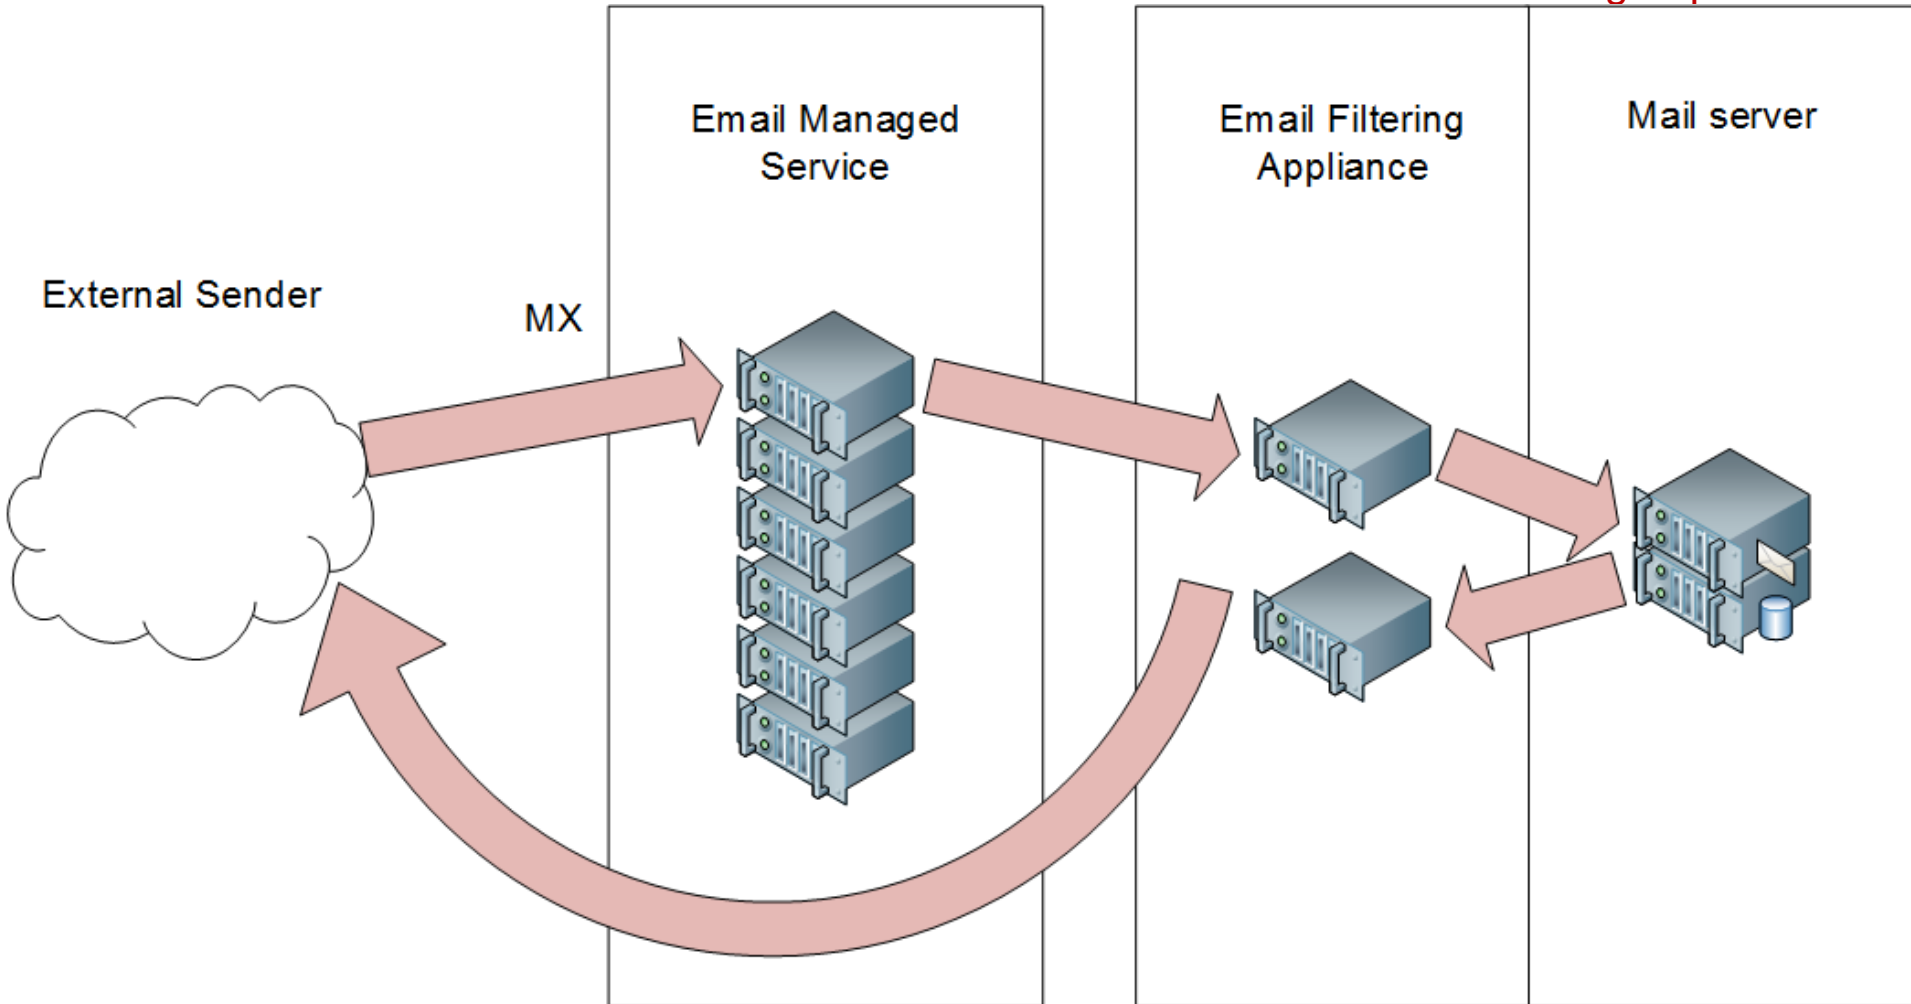 Email Managed
Service
Email Filtering
Appliance
Mail server
External Sender
MX